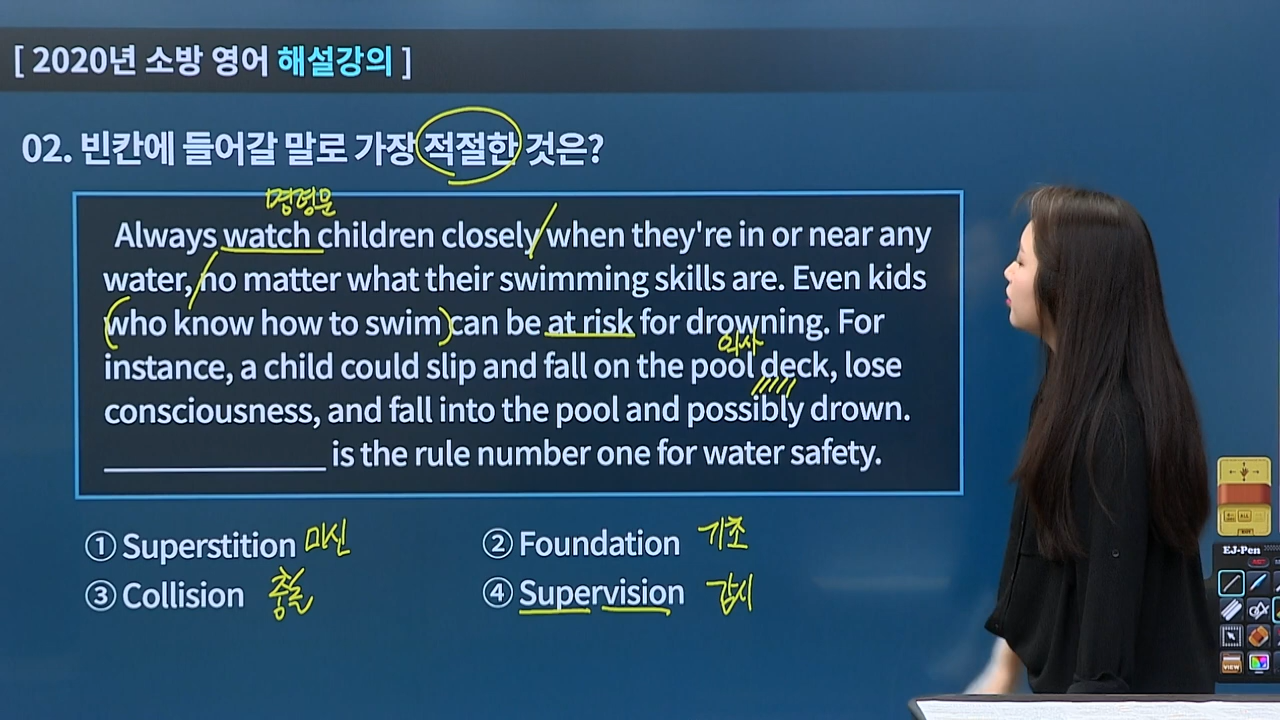 [ 2020년 소방 영어 해설강의 ]
02. 빈칸에 들어갈 말로 가장 적절한 것은?
명령문
Always watch children closely when they're in or near any
water, no matter what their swimming skills are. Even kids
who know how to swim can be at risk for drowning. For
의사
instance, a child could slip and fall on the pool deck, lose
consciousness, and fall into the pool and possibly drown.
____________ is the rule number one for water safety.
① Superstition 미신
② Foundation 기초
③ Collision 충돌
④ Supervision 감시
EJ-Pen
VIEW